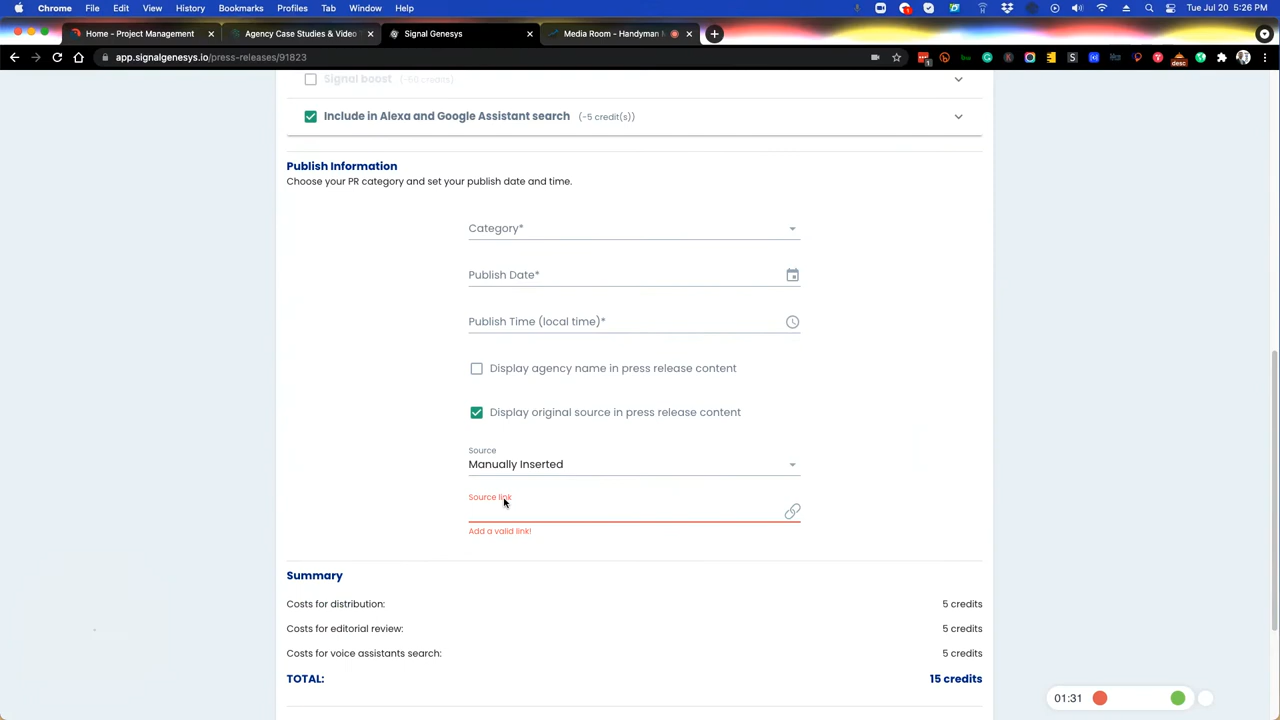 Chrome File Edit View History Bookmarks Profiles Tab Window Help
Tue Jul 20 5:26 PM
Home - Project Management
Agency Case Studies & Video T
Signal Genesys
Media Room - Handyman M
app.signalgenesys.io/press-releases/91823
Signal boost (-60 credits)
Include in Alexa and Google Assistant search (-5 credit(s))
Publish Information
Choose your PR category and set your publish date and time.
Category*
Publish Date*
Publish Time (local time)*
Display agency name in press release content
Display original source in press release content
Source
Manually Inserted
Source link
Add a valid link!
Summary
Costs for distribution: 5 credits
Costs for editorial review: 5 credits
Costs for voice assistants search: 5 credits
TOTAL: 15 credits
01:31